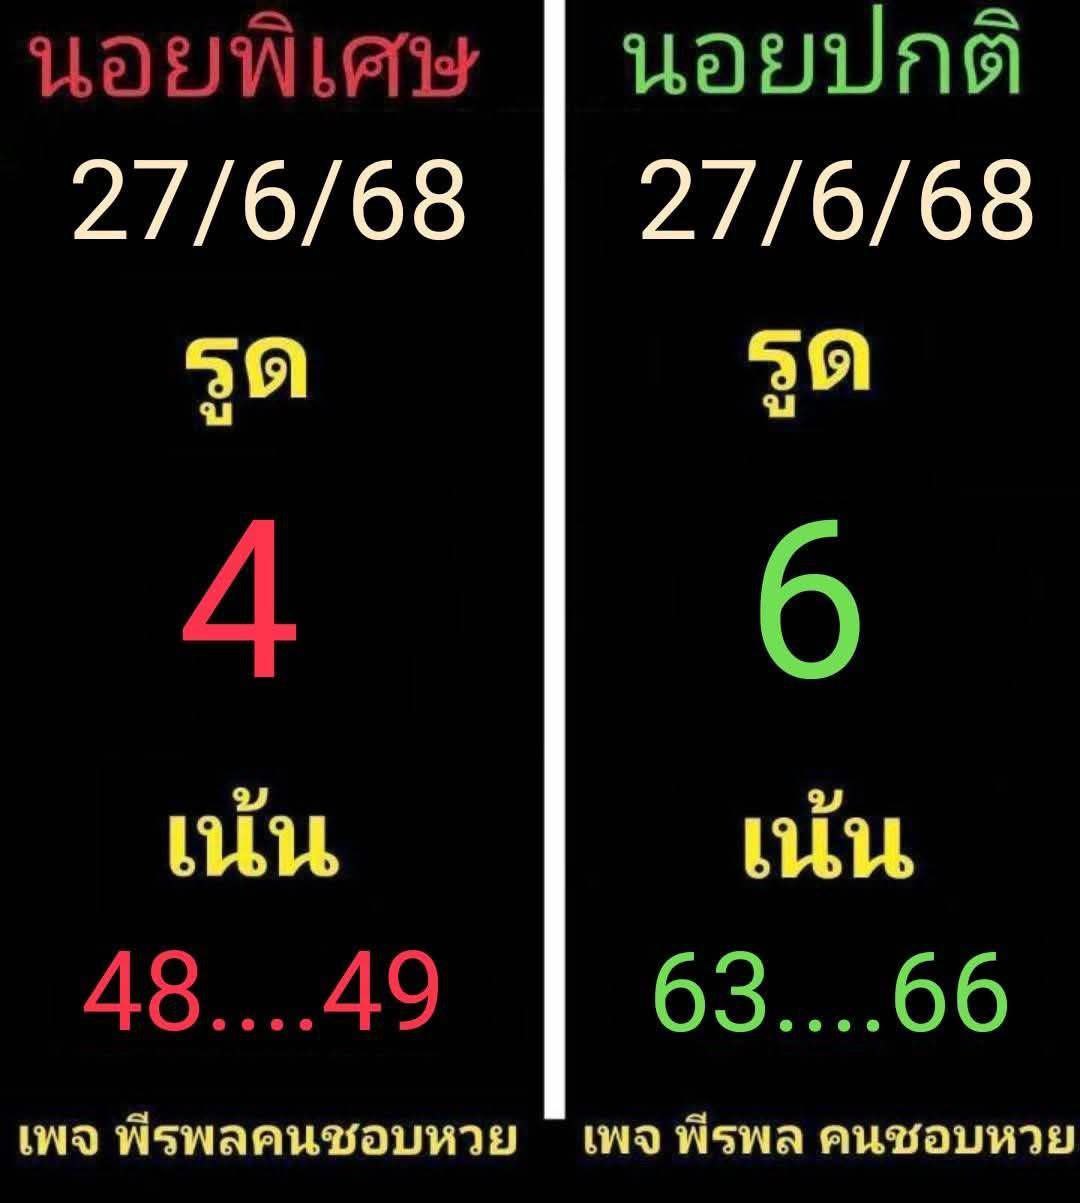 นอยพิเศษ
27/6/68
รูด
4
เน้น
48....49
เพจ พีรพลคนชอบหวย
นอยปกติ
27/6/68
รูด
6
เน้น
63....66
เพจ พีรพล คนชอบหวย